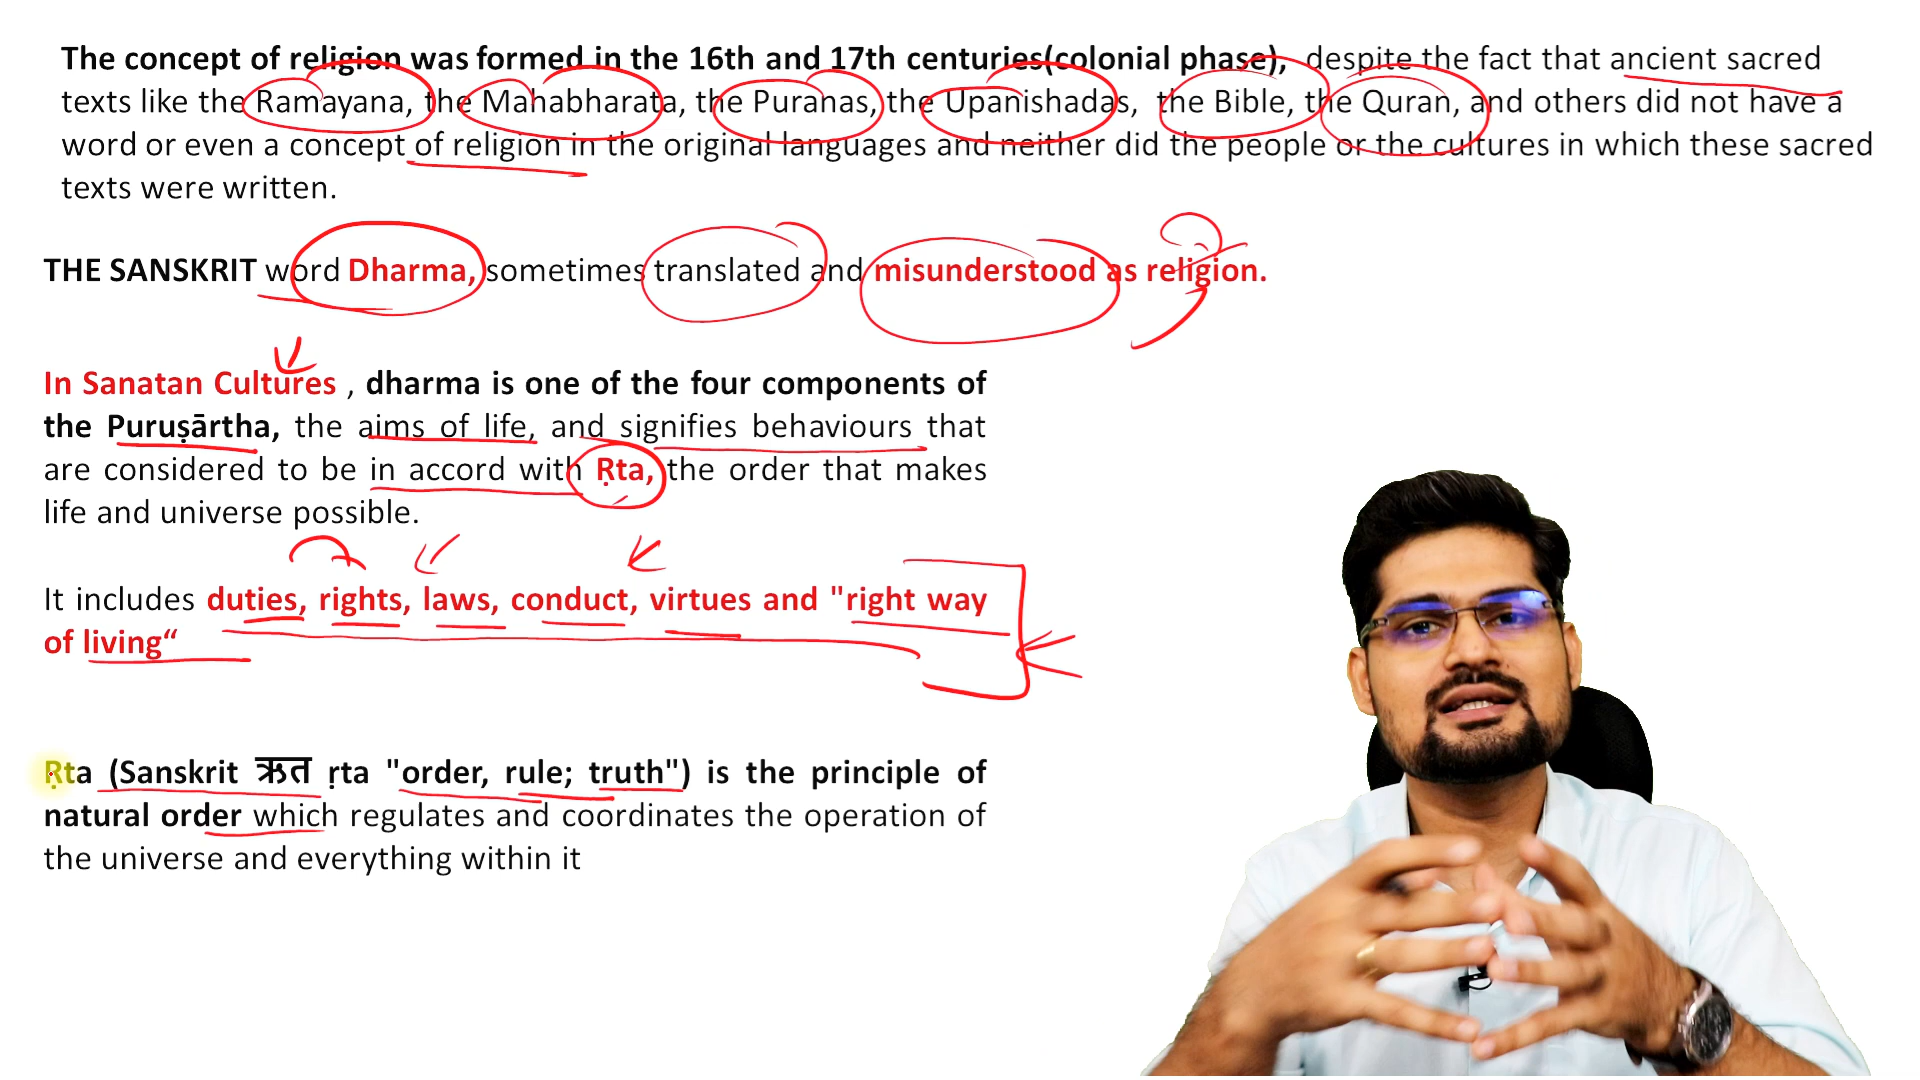 The concept of religion was formed in the 16th and 17th centuries(colonial phase), despite the fact that ancient sacred
texts like the Ramayana, the Mahabharata, the Puranas, the Upanishadas, the Bible, the Quran, and others did not have a
word or even a concept of religion in the original languages and neither did the people or the cultures in which these sacred
texts were written.
THE SANSKRIT word Dharma, sometimes translated and misunderstood as religion.
In Sanatan Cultures , dharma is one of the four components of
the Puruṣārtha, the aims of life, and signifies behaviours that
are considered to be in accord with Ṛta, the order that makes
life and universe possible.
It includes duties, rights, laws, conduct, virtues and "right way
of living“
Ṛta (Sanskrit ऋत ṛta "order, rule; truth") is the principle of
natural order which regulates and coordinates the operation of
the universe and everything within it